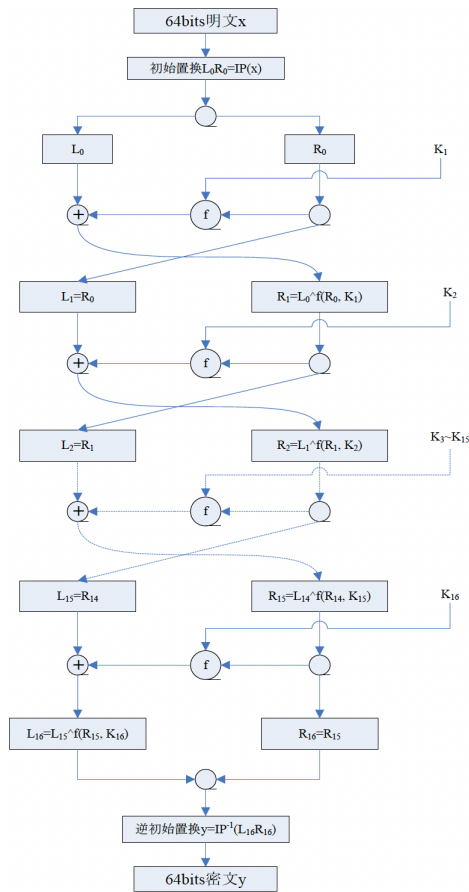 64bits明文x
初始置换L₀R₀=IP(x)
L₀
R₀
K₁
+
f
L₁=R₀
R₁=L₀^f(R₀, K₁)
K₂
+
f
L₂=R₁
R₂=L₁^f(R₁, K₂)
K₃~K₁₅
+
f
L₁₅=R₁₄
R₁₅=L₁₄^f(R₁₄, K₁₅)
K₁₆
+
f
L₁₆=L₁₅^f(R₁₅, K₁₆)
R₁₆=R₁₅
逆初始置换y=IP⁻¹(L₁₆R₁₆)
64bits密文y